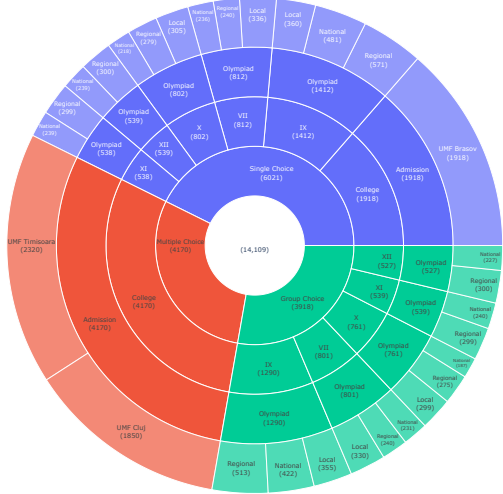 (14,109)
Single Choice
(6021)
College
(1918)
Admission
(1918)
UMF Brasov
(1918)
IX
(1412)
Olympiad
(1412)
Regional
(571)
National
(481)
Local
(360)
VII
(812)
Olympiad
(812)
Local
(336)
Regional
(240)
National
(236)
X
(802)
Olympiad
(802)
Local
(305)
Regional
(279)
National
(218)
XII
(539)
Olympiad
(539)
Regional
(300)
National
(239)
XI
(538)
Olympiad
(538)
Regional
(299)
National
(239)
Multiple Choice
(4170)
College
(4170)
Admission
(4170)
UMF Timisoara
(2320)
UMF Cluj
(1850)
Group Choice
(3918)
IX
(1290)
Olympiad
(1290)
Regional
(513)
National
(422)
Local
(355)
VII
(801)
Olympiad
(801)
Local
(330)
Regional
(240)
National
(231)
X
(761)
Olympiad
(761)
Local
(299)
Regional
(275)
National
(187)
XI
(539)
Olympiad
(539)
Regional
(299)
National
(240)
XII
(527)
Olympiad
(527)
Regional
(300)
National
(227)